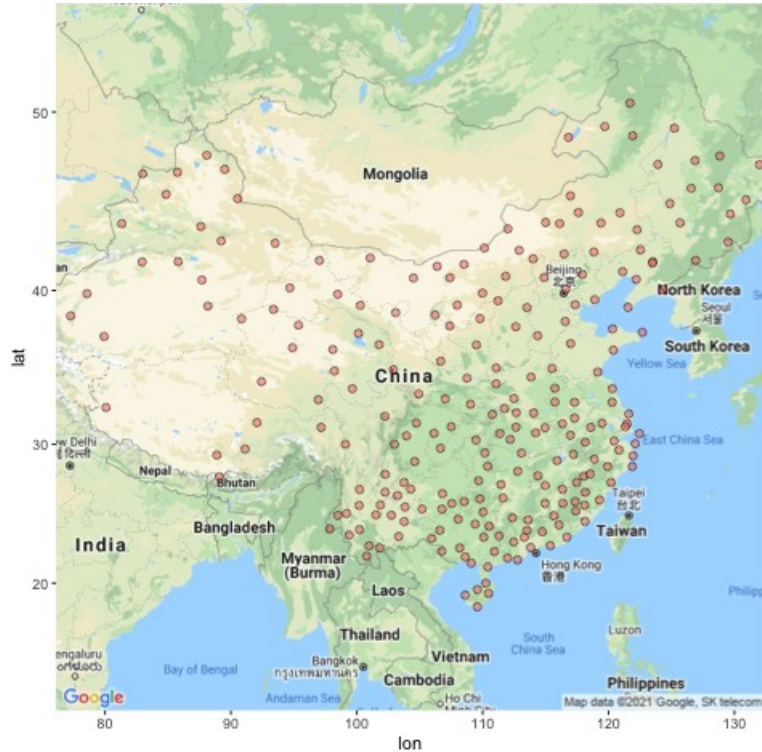 50
Mongolia
Beijing
北京
40
North Korea
Seoul
서울
South Korea
lat
China
Yellow Sea
30
East China Sea
New Delhi
Nepal
Bhutan
Taipei
台北
Bangladesh
Taiwan
India
Myanmar
(Burma)
Hong Kong
香港
20
Laos
Thailand
Luzon
South
China Sea
Vietnam
Bay of Bengal
Bangkok
กรุงเทพมหานคร
Cambodia
Philippines
Andaman Sea
Ho Chi
Google
Map data ©2021 Google, SK telecom
80
90
100
110
120
130
lon